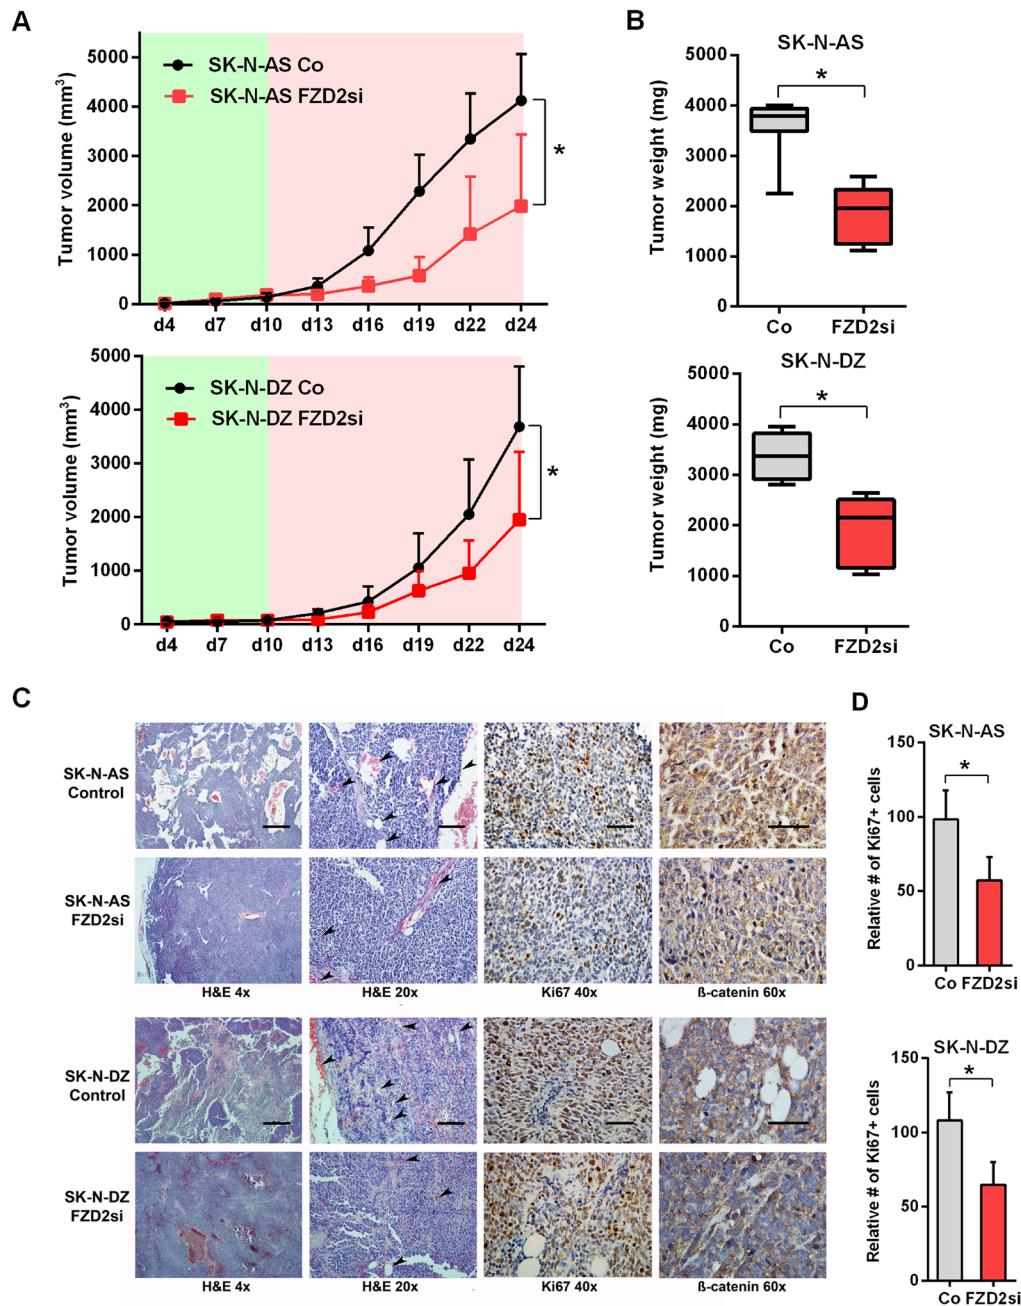 A
Tumor volume (mm³)
5000
4000
3000
2000
1000
0
SK-N-AS Co
SK-N-AS FZD2si
*
d4 d7 d10 d13 d16 d19 d22 d24
Tumor volume (mm³)
5000
4000
3000
2000
1000
0
SK-N-DZ Co
SK-N-DZ FZD2si
*
d4 d7 d10 d13 d16 d19 d22 d24
B
SK-N-AS
Tumor weight (mg)
5000
4000
3000
2000
1000
0
*
Co FZD2si
SK-N-DZ
Tumor weight (mg)
5000
4000
3000
2000
1000
0
*
Co FZD2si
C
SK-N-AS
Control
SK-N-AS
FZD2si
H&E 4x H&E 20x Ki67 40x ß-catenin 60x
SK-N-DZ
Control
SK-N-DZ
FZD2si
H&E 4x H&E 20x Ki67 40x ß-catenin 60x
D
SK-N-AS
Relative # of Ki67+ cells
150
100
50
0
*
Co FZD2si
SK-N-DZ
Relative # of Ki67+ cells
150
100
50
0
*
Co FZD2si